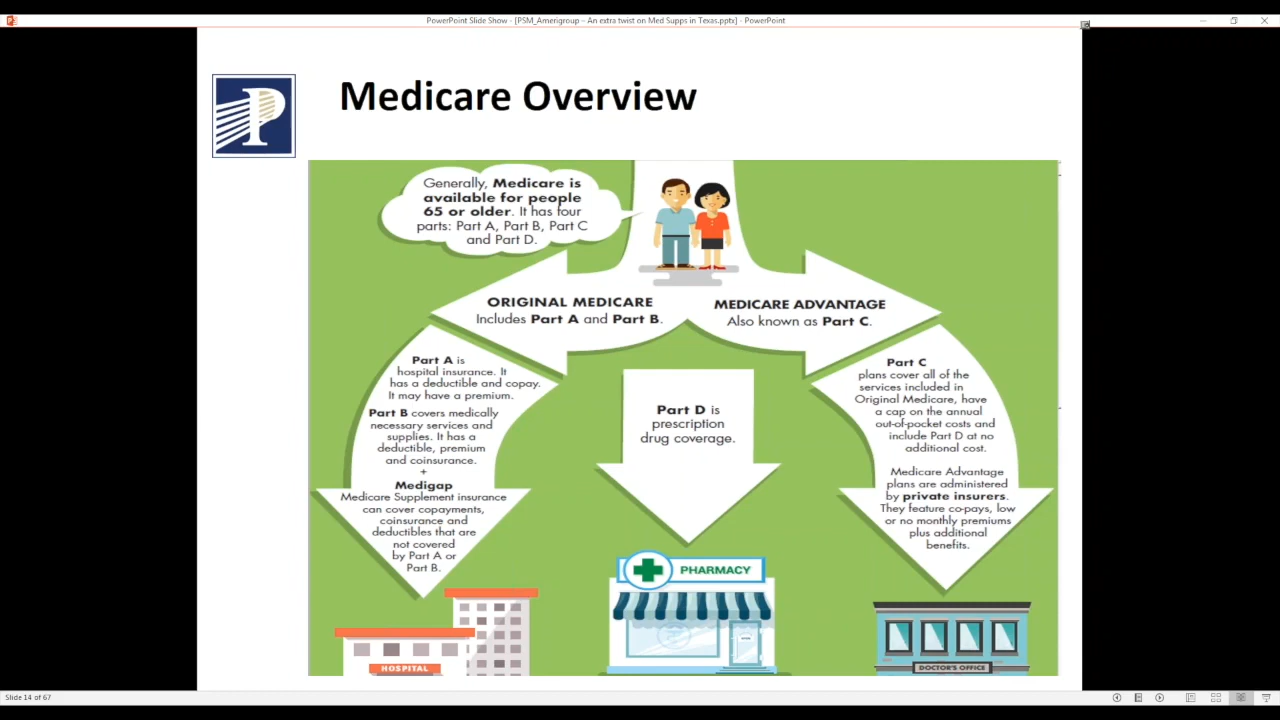 PowerPoint Slide Show - [PSM_Amerigroup – An extra twist on Med Supps in Texas.pptx] - PowerPoint
P
Medicare Overview
Generally, Medicare is
available for people
65 or older. It has four
parts: Part A, Part B, Part C
and Part D.
ORIGINAL MEDICARE
Includes Part A and Part B.
MEDICARE ADVANTAGE
Also known as Part C.
Part A is
hospital insurance. It
has a deductible and copay.
It may have a premium.
Part B covers medically
necessary services and
supplies. It has a
deductible, premium
and coinsurance.
+
Medigap
Medicare Supplement insurance
can cover copayments,
coinsurance and
deductibles that are
not covered
by Part A or
Part B.
HOSPITAL
Part D is
prescription
drug coverage.
PHARMACY
Part C
plans cover all of the
services included in
Original Medicare, have
a cap on the annual
out-of-pocket costs and
include Part D at no
additional cost.
Medicare Advantage
plans are administered
by private insurers.
They feature co-pays, low
or no monthly premiums
plus additional
benefits.
DOCTOR'S OFFICE
Slide 14 of 67